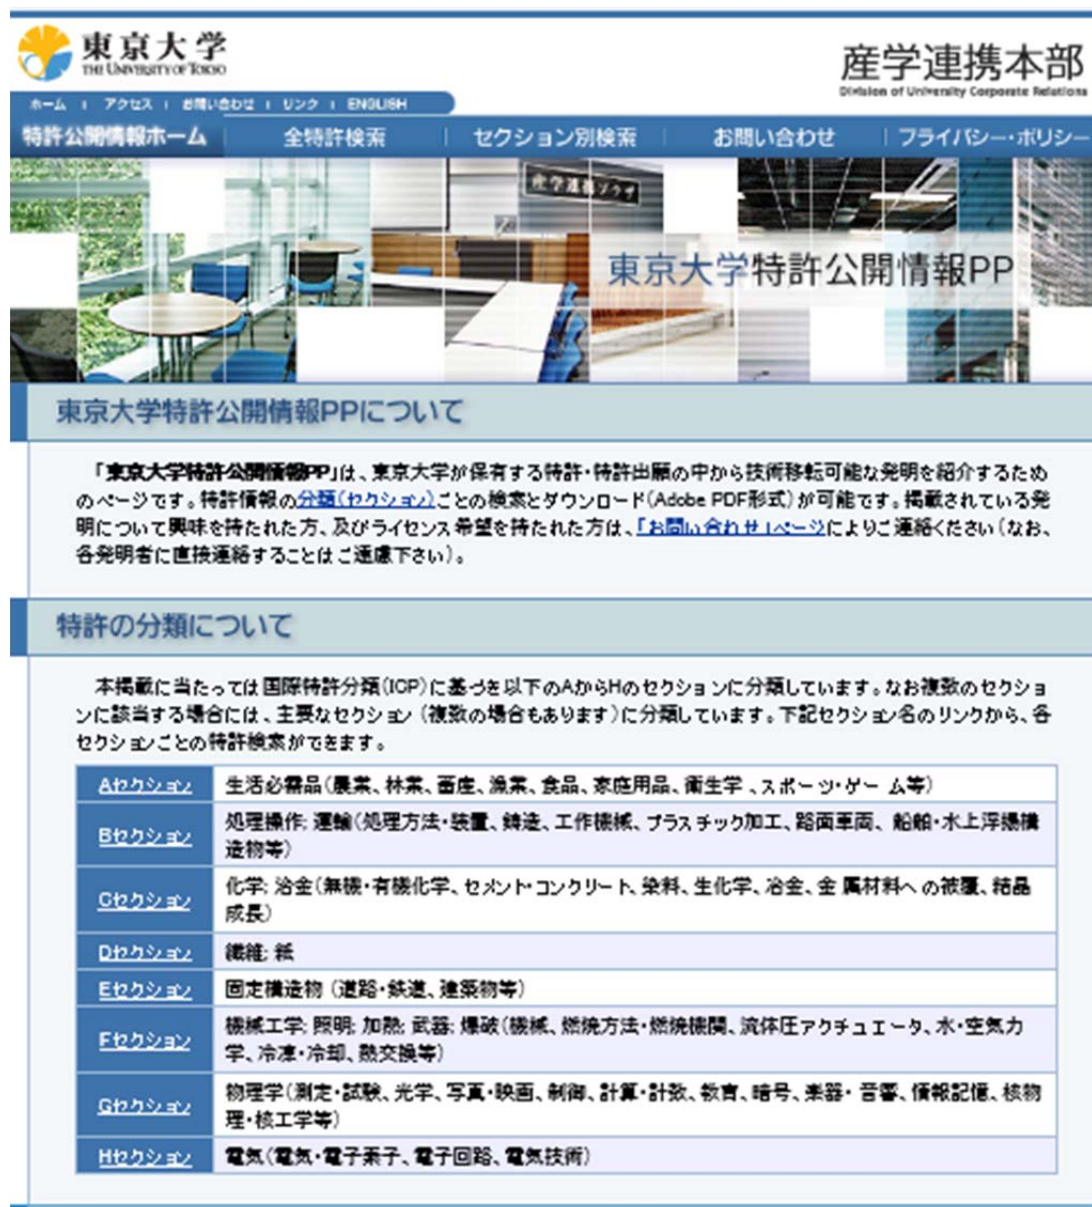 東京大学
THE UNIVERSITY OF TOKYO
産学連携本部
Division of University Corporate Relations
ホーム | アクセス | お問い合わせ | リンク | ENGLISH
特許公開情報ホーム | 全特許検索 | セクション別検索 | お問い合わせ | フライバシー・ポリシー
産学連携プラザ
東京大学特許公開情報PP
東京大学特許公開情報PPについて
「東京大学特許公開情報PP」は、東京大学が保有する特許・特許出願の中から技術移転可能な発明を紹介するため
のページです。特許情報の分類(セクション)ごとの検索とダウンロード(Adobe PDF形式)が可能です。掲載されている発
明について興味を持たれた方、及びライセンス希望を持たれた方は、「お問い合わせ」ページによりご連絡ください(なお、
各発明者に直接連絡することはご遠慮下さい)。
特許の分類について
本掲載に当たっては国際特許分類(ICP)に基づき以下のAからHのセクションに分類しています。なお複数のセクショ
ンに該当する場合には、主要なセクション(複数の場合もあります)に分類しています。下記セクション名のリンクから、各
セクションごとの特許検索ができます。
Aセクション 生活必需品(農業、林業、畜産、漁業、食品、家庭用品、衛生学、スポーツ・ゲーム等)
Bセクション 処理操作; 運輸(処理方法・装置、鋳造、工作機械、プラスチック加工、路面車両、船舶・水上浮揚構
造物等)
Cセクション 化学; 冶金(無機・有機化学、セメント・コンクリート、染料、生化学、冶金、金属材料への被覆、結晶
成長)
Dセクション 繊維; 紙
Eセクション 固定構造物(道路・鉄道、建築物等)
Fセクション 機械工学; 照明; 加熱; 武器; 爆破(機械、燃焼方法・燃焼機関、流体圧アクチュエータ、水・空気力
学、冷凍・冷却、熱交換等)
Gセクション 物理学(測定・試験、光学、写真・映画、制御、計算・計数、教育、暗号、楽器・音響、情報記憶、核物
理・核工学等)
Hセクション 電気(電気・電子素子、電子回路、電気技術)